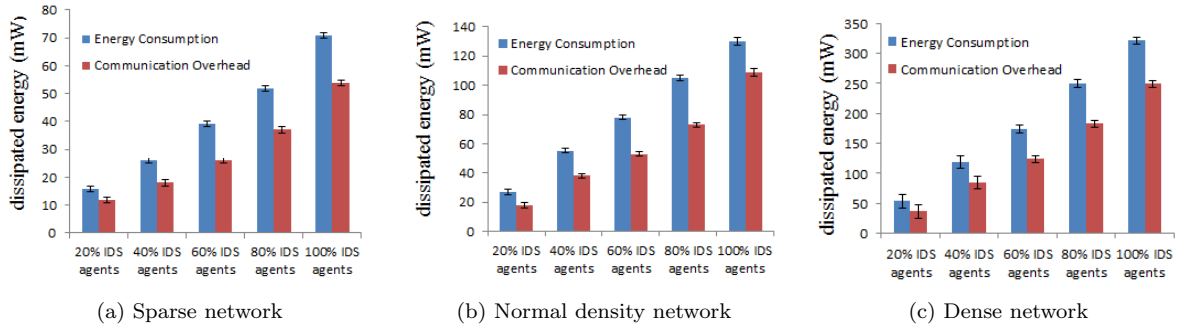 dissipated energy (mW)
80
70
60
50
40
30
20
10
0
Energy Consumption
Communication Overhead
20% IDS agents
40% IDS agents
60% IDS agents
80% IDS agents
100% IDS agents
(a) Sparse network
dissipated energy (mW)
140
120
100
80
60
40
20
0
Energy Consumption
Communication Overhead
20% IDS agents
40% IDS agents
60% IDS agents
80% IDS agents
100% IDS agents
(b) Normal density network
dissipated energy (mW)
350
300
250
200
150
100
50
0
Energy Consumption
Communication Overhead
20% IDS agents
40% IDS agents
60% IDS agents
80% IDS agents
100% IDS agents
(c) Dense network